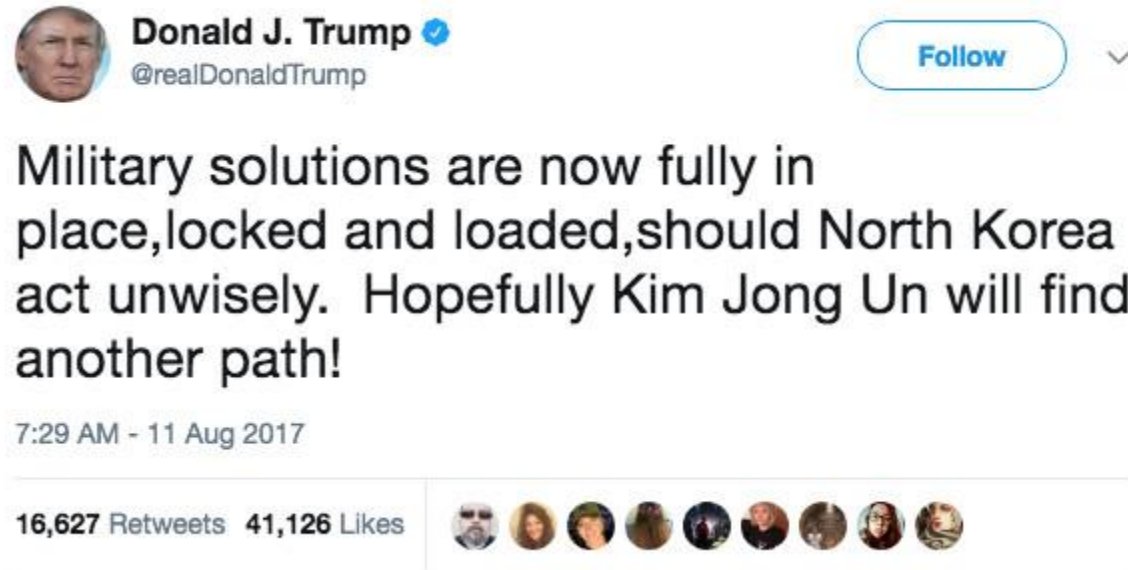 Donald J. Trump
@realDonaldTrump
Follow
Military solutions are now fully in
place,locked and loaded,should North Korea
act unwisely.  Hopefully Kim Jong Un will find
another path!
7:29 AM - 11 Aug 2017
16,627 Retweets 41,126 Likes